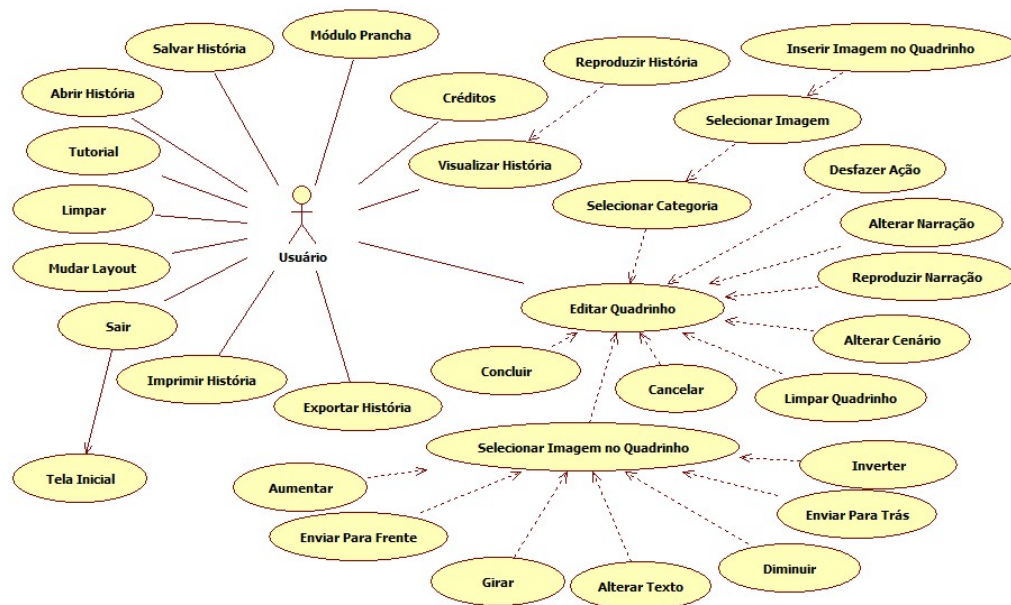 Módulo Prancha
Salvar História
Inserir Imagem no Quadrinho
Reproduzir História
Abrir História
Créditos
Selecionar Imagem
Tutorial
Visualizar História
Desfazer Ação
Limpar
Selecionar Categoria
Alterar Narração
Usuário
Mudar Layout
Reproduzir Narração
Editar Quadrinho
Sair
Alterar Cenário
Concluir
Imprimir História
Cancelar
Limpar Quadrinho
Exportar História
Selecionar Imagem no Quadrinho
Tela Inicial
Inverter
Aumentar
Enviar Para Trás
Enviar Para Frente
Diminuir
Girar
Alterar Texto